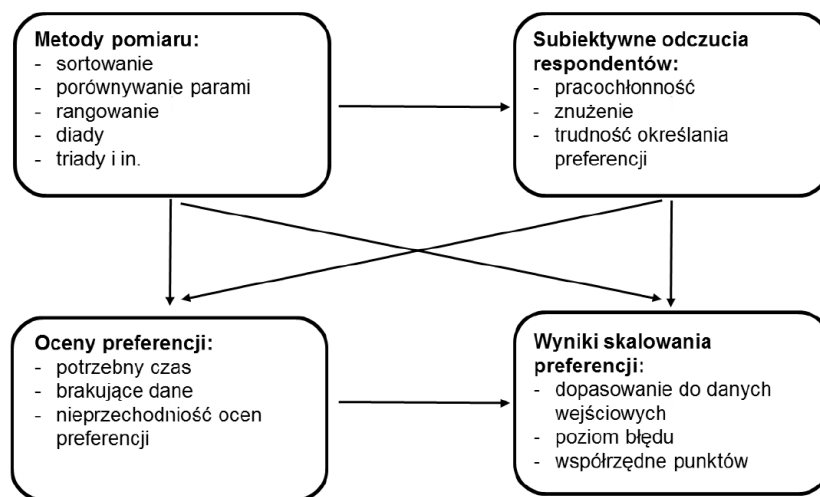 Metody pomiaru:
- sortowanie
- porównywanie parami
- rangowanie
- diady
- triady i in.
Subiektywne odczucia
respondentów:
- pracochłonność
- znużenie
- trudność określania
preferencji
Oceny preferencji:
- potrzebny czas
- brakujące dane
- nieprzechodniość ocen
preferencji
Wyniki skalowania
preferencji:
- dopasowanie do danych
wejściowych
- poziom błędu
- współrzędne punktów